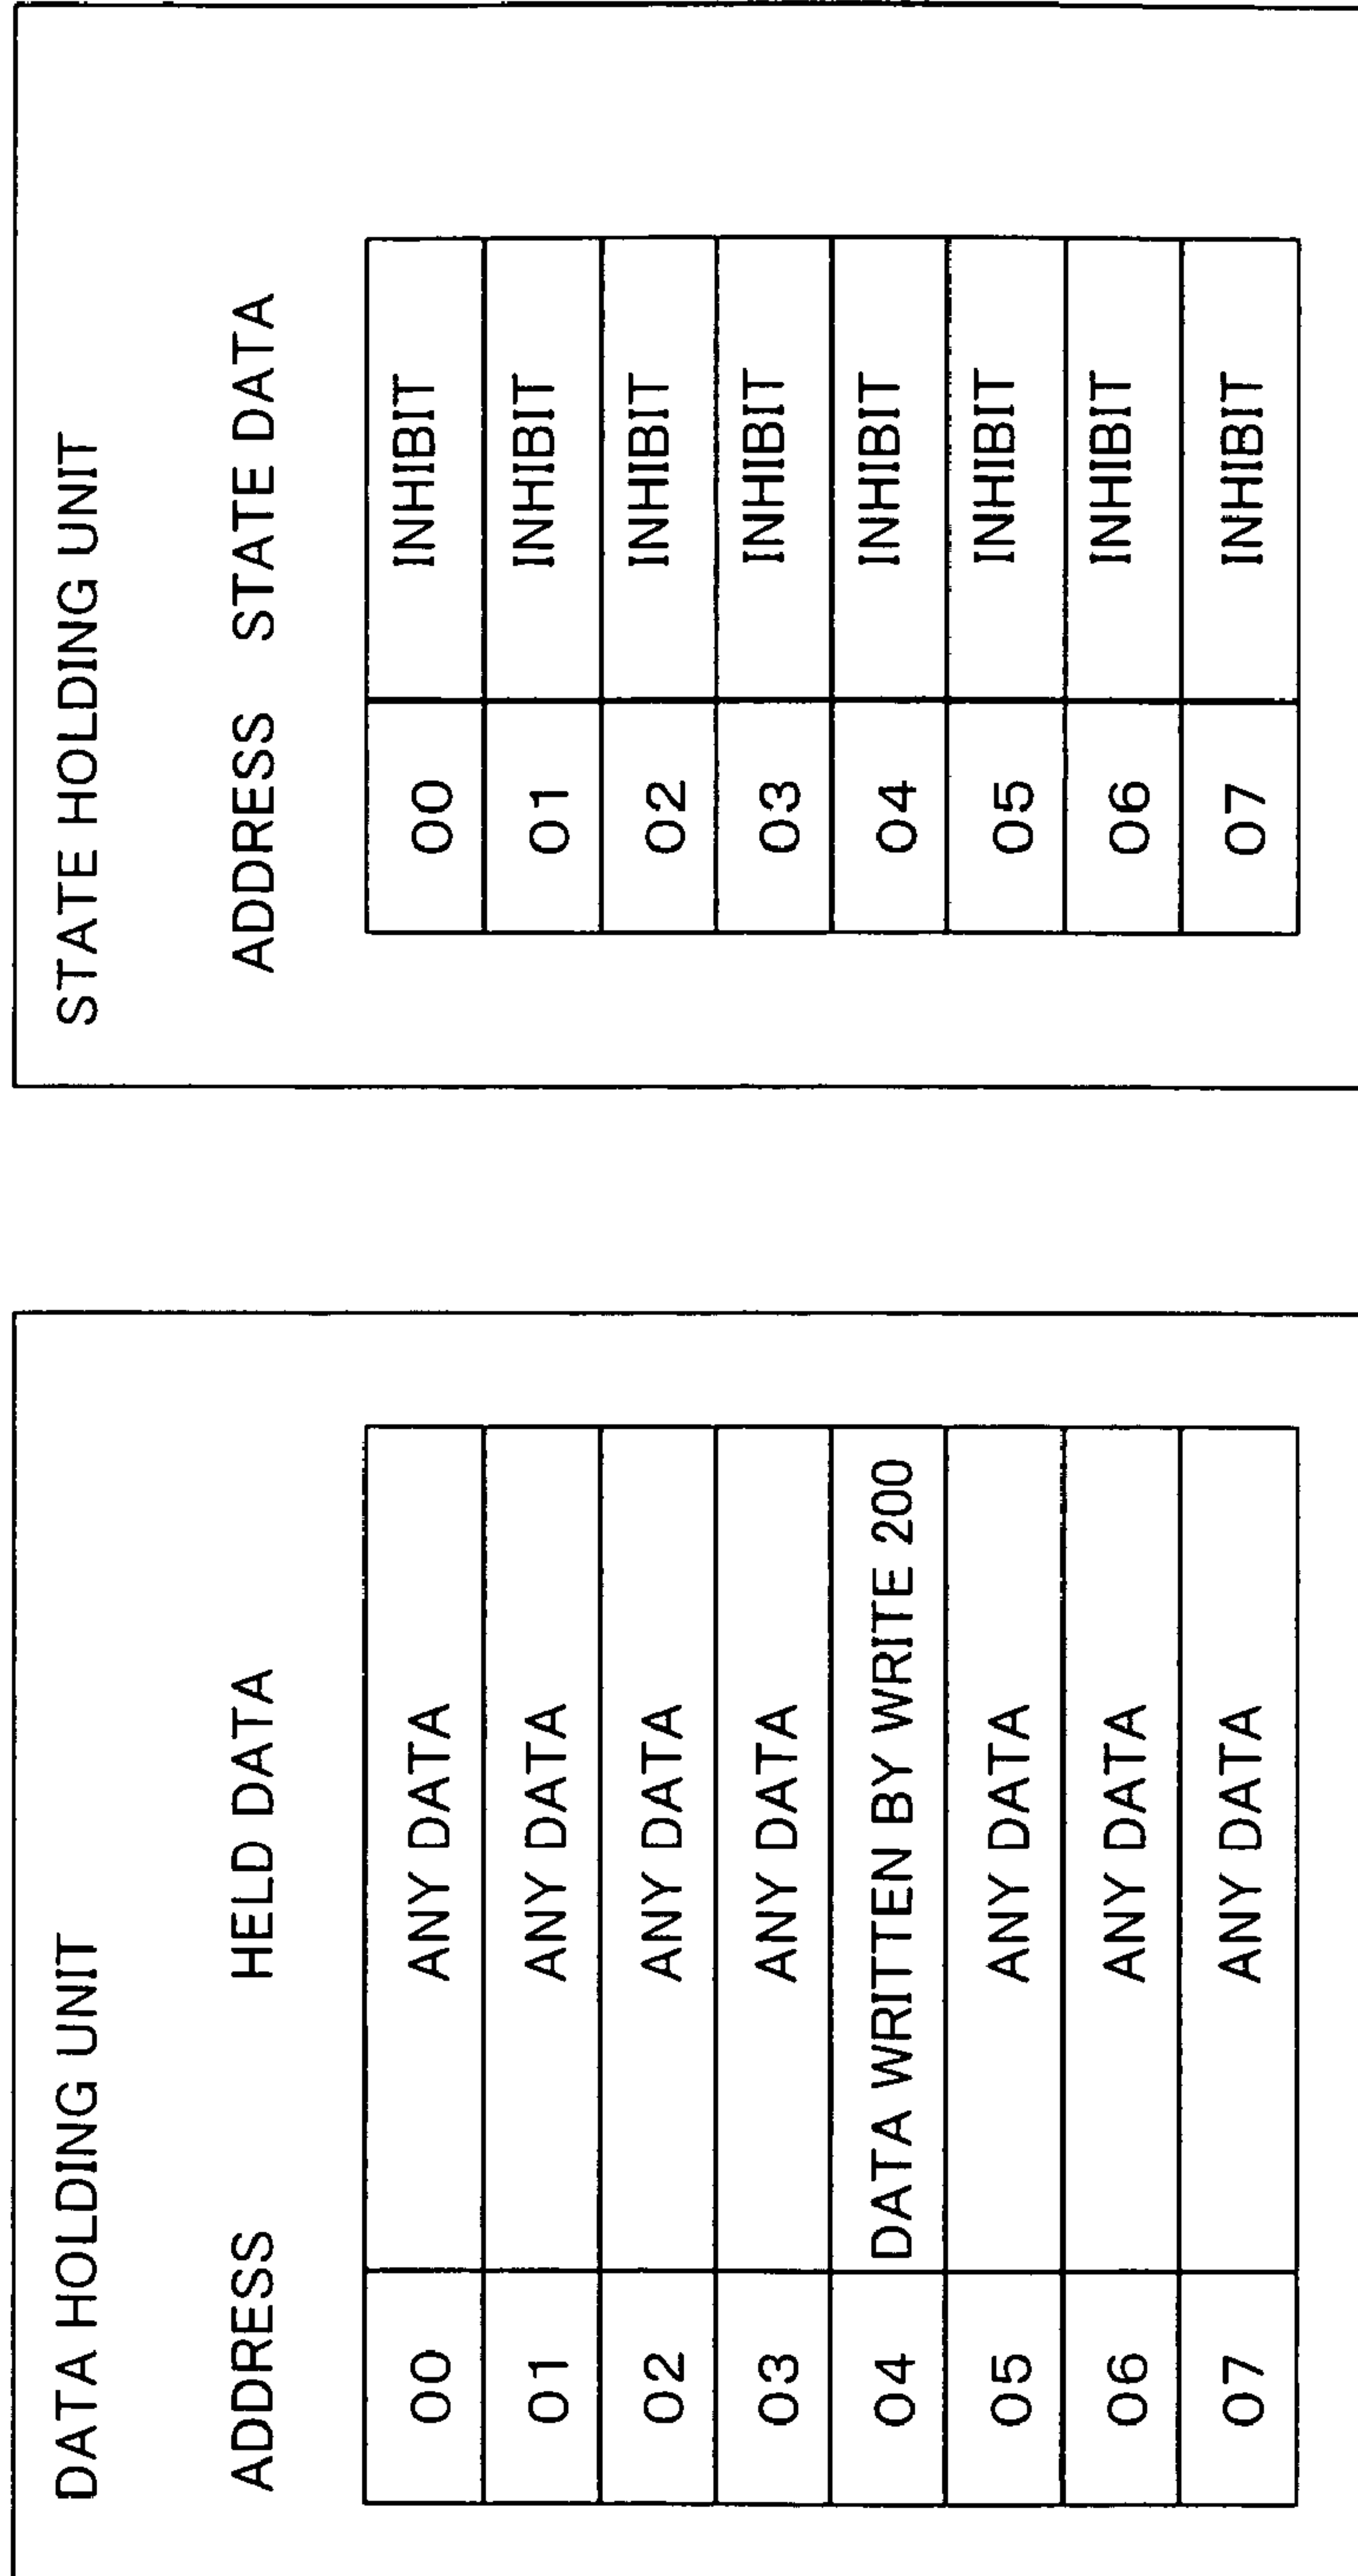 DATA HOLDING UNIT
ADDRESS HELD DATA
00 ANY DATA
01 ANY DATA
02 ANY DATA
03 ANY DATA
04 DATA WRITTEN BY WRITE 200
05 ANY DATA
06 ANY DATA
07 ANY DATA
STATE HOLDING UNIT
ADDRESS STATE DATA
00 INHIBIT
01 INHIBIT
02 INHIBIT
03 INHIBIT
04 INHIBIT
05 INHIBIT
06 INHIBIT
07 INHIBIT